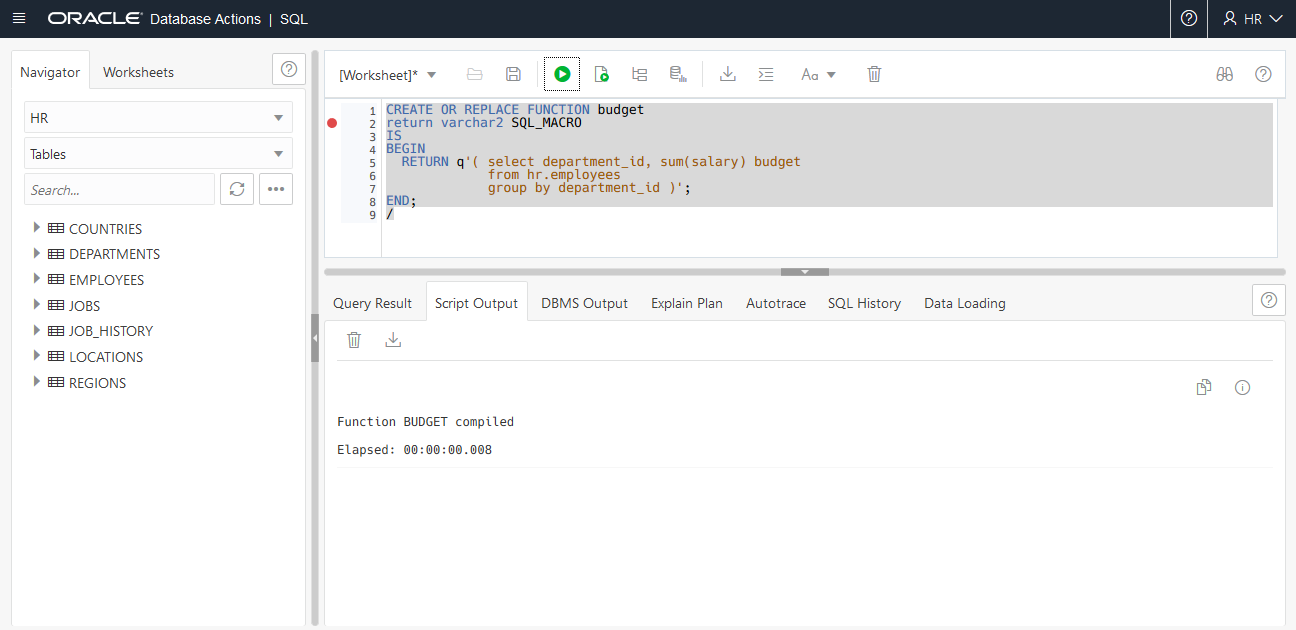 ORACLE Database Actions | SQL
HR
Navigator
Worksheets
HR
Tables
Search...
COUNTRIES
DEPARTMENTS
EMPLOYEES
JOBS
JOB_HISTORY
LOCATIONS
REGIONS
[Worksheet]*
Aa
1 CREATE OR REPLACE FUNCTION budget
2 return varchar2 SQL_MACRO
3 IS
4 BEGIN
5 RETURN q'( select department_id, sum(salary) budget
6 from hr.employees
7 group by department_id )';
8 END;
9 /
Query Result
Script Output
DBMS Output
Explain Plan
Autotrace
SQL History
Data Loading
Function BUDGET compiled
Elapsed: 00:00:00.008